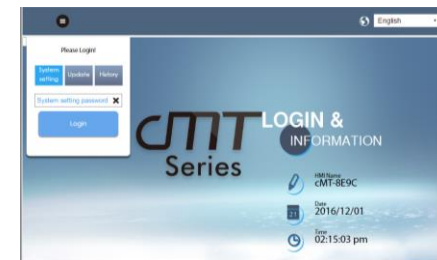 English
Please Login!
System setting
Update
History
System setting password
Login
cMT
Series
LOGIN &
INFORMATION
HMI Name
cMT-8E9C
21
Date
2016/12/01
Time
02:15:03 pm